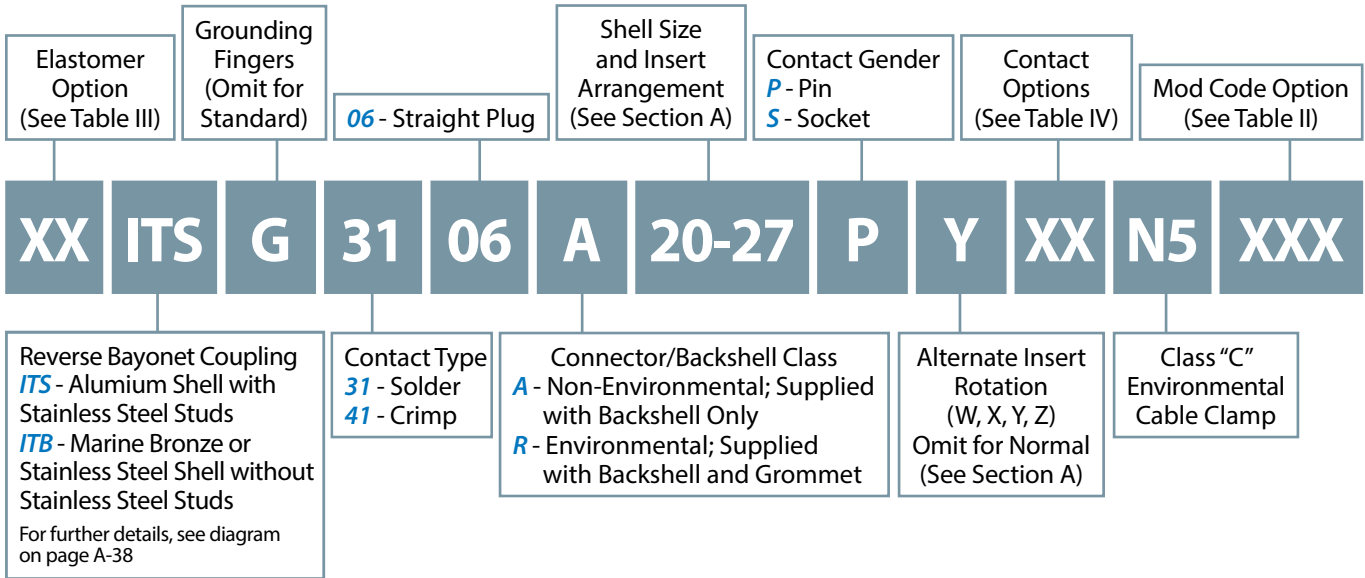 Elastomer
Option
(See Table III)
Grounding
Fingers
(Omit for
Standard)
06 - Straight Plug
Shell Size
and Insert
Arrangement
(See Section A)
Contact Gender
P - Pin
S - Socket
Contact
Options
(See Table IV)
Mod Code Option
(See Table II)
XX ITS G 31 06 A 20-27 P Y XX N5 XXX
Reverse Bayonet Coupling
ITS - Alumium Shell with
Stainless Steel Studs
ITB - Marine Bronze or
Stainless Steel Shell without
Stainless Steel Studs
For further details, see diagram
on page A-38
Contact Type
31 - Solder
41 - Crimp
Connector/Backshell Class
A - Non-Environmental; Supplied
with Backshell Only
R - Environmental; Supplied
with Backshell and Grommet
Alternate Insert
Rotation
(W, X, Y, Z)
Omit for Normal
(See Section A)
Class "C"
Environmental
Cable Clamp